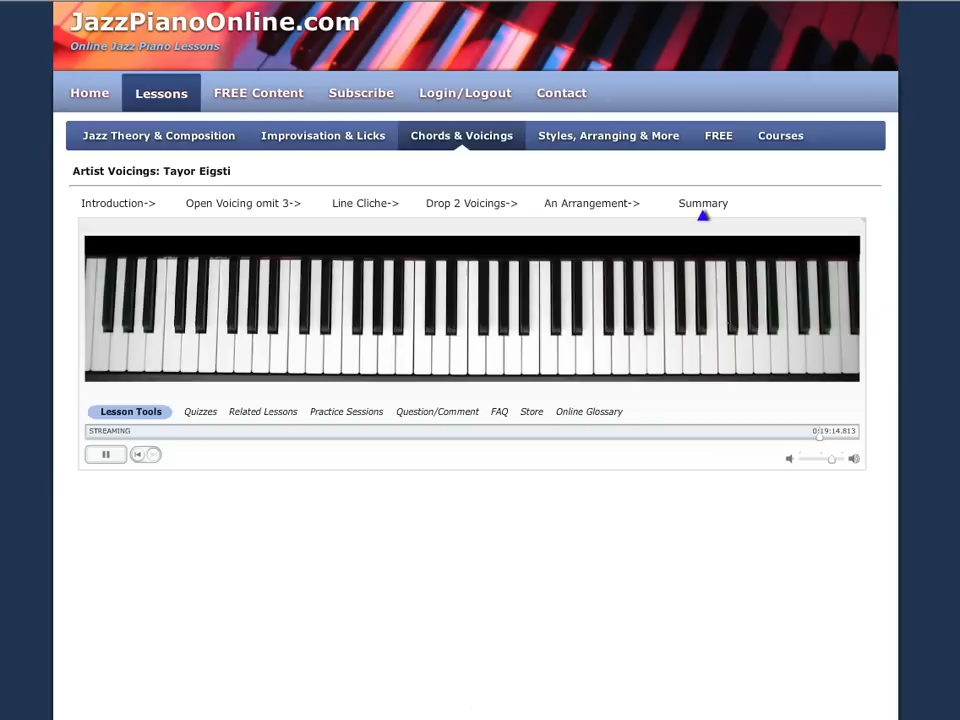 JazzPianoOnline.com
Online Jazz Piano Lessons
Home Lessons FREE Content Subscribe Login/Logout Contact
Jazz Theory & Composition Improvisation & Licks Chords & Voicings Styles, Arranging & More FREE Courses
Artist Voicings: Tayor Eigsti
Introduction-> Open Voicing omit 3-> Line Cliche-> Drop 2 Voicings-> An Arrangement-> Summary
Lesson Tools Quizzes Related Lessons Practice Sessions Question/Comment FAQ Store Online Glossary
STREAMING 0:19:14.813